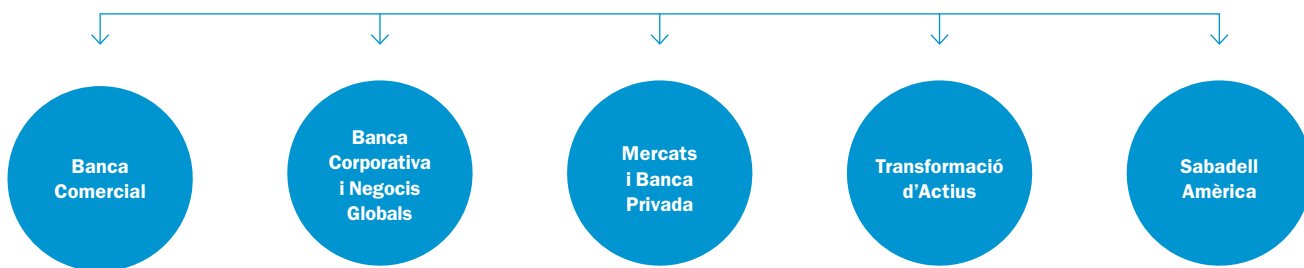 Banca
Comercial
Banca
Corporativa
i Negocis
Globals
Mercats
i Banca
Privada
Transformació
d’Actius
Sabadell
Amèrica